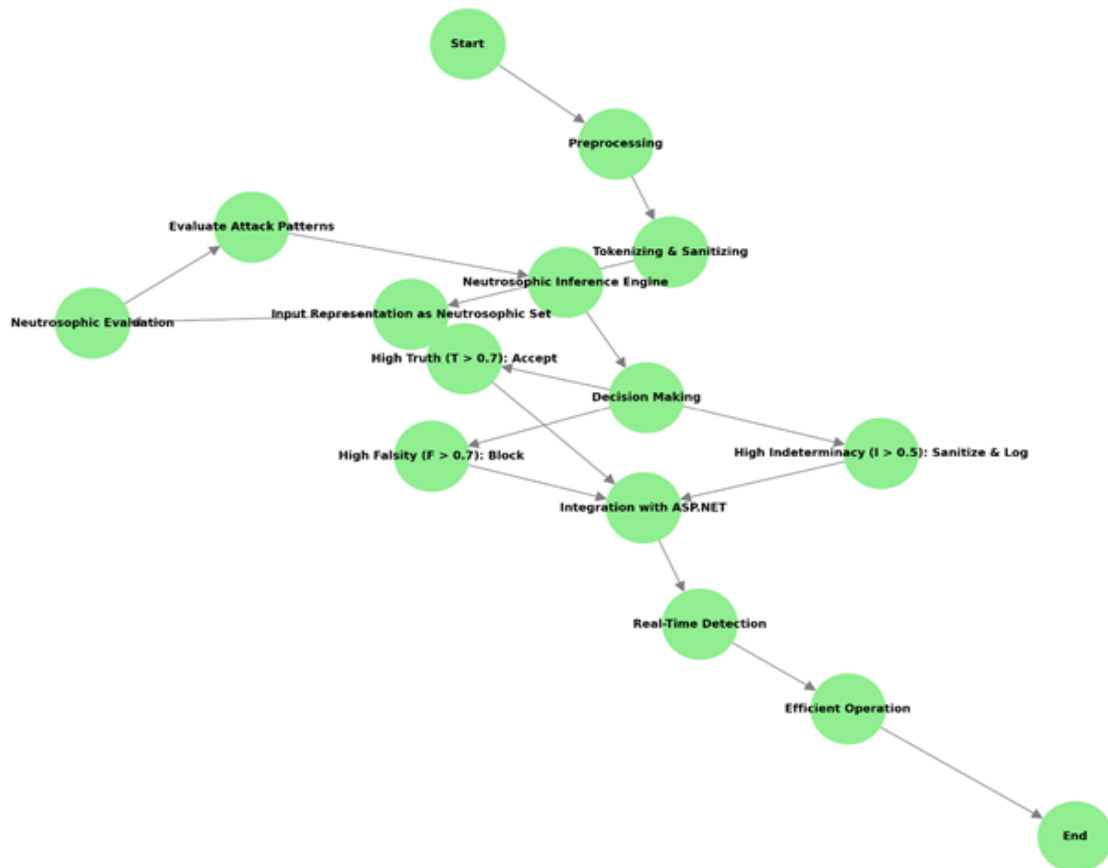 Start
Preprocessing
Evaluate Attack Patterns
Tokenizing & Sanitizing
Neutrosophic Inference Engine
Input Representation as Neutrosophic Set
Neutrosophic Evaluation
High Truth (T > 0.7): Accept
Decision Making
High Falsity (F > 0.7): Block
High Indeterminacy (I > 0.5): Sanitize & Log
Integration with ASP.NET
Real-Time Detection
Efficient Operation
End